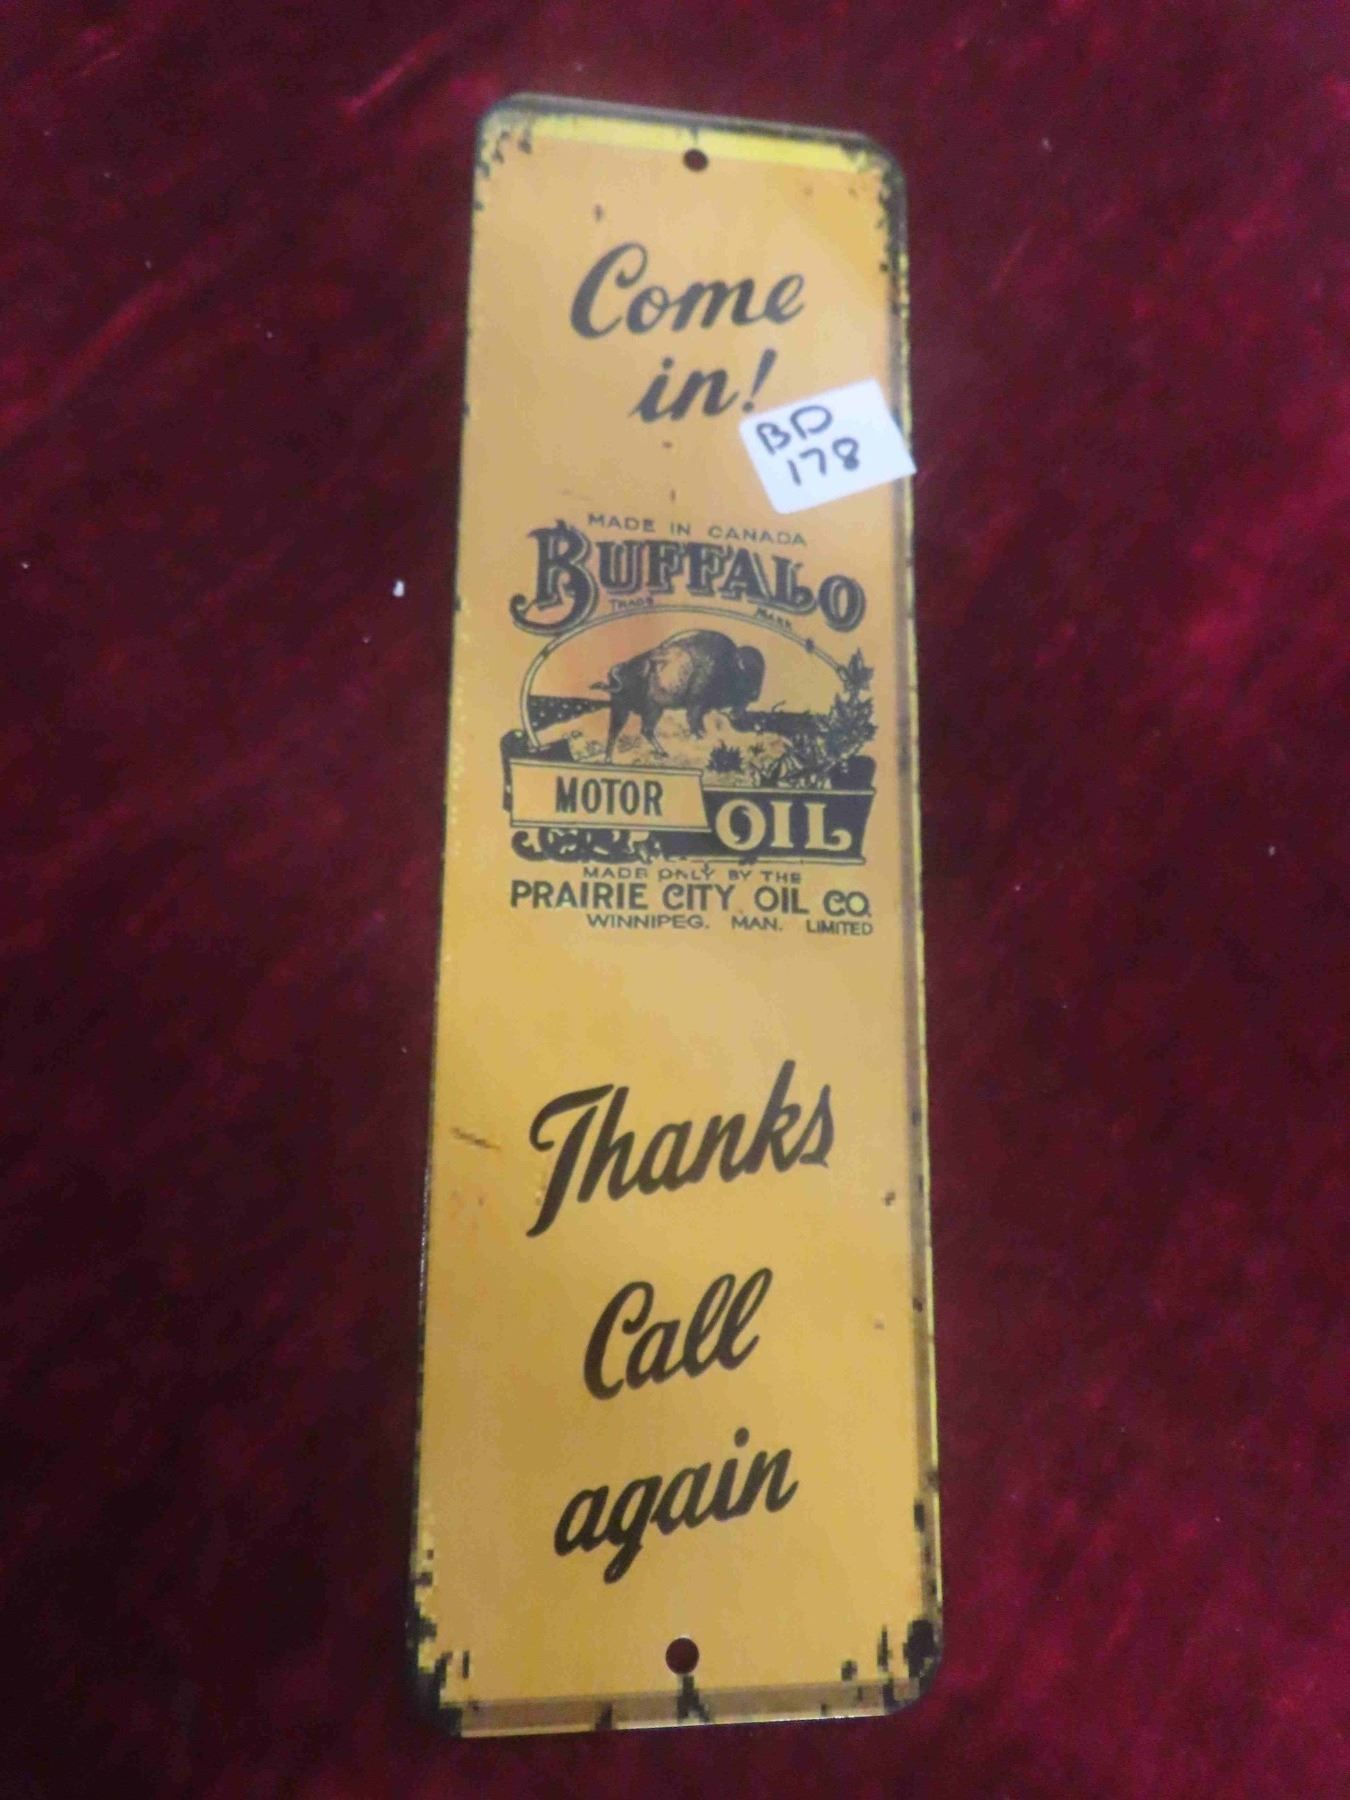 Come
in!
BD
178
MADE IN CANADA
BUFFALO
TRADE MARK
MOTOR OIL
MADE ONLY BY THE
PRAIRIE CITY OIL CO.
WINNIPEG. MAN. LIMITED
Thanks
Call
again